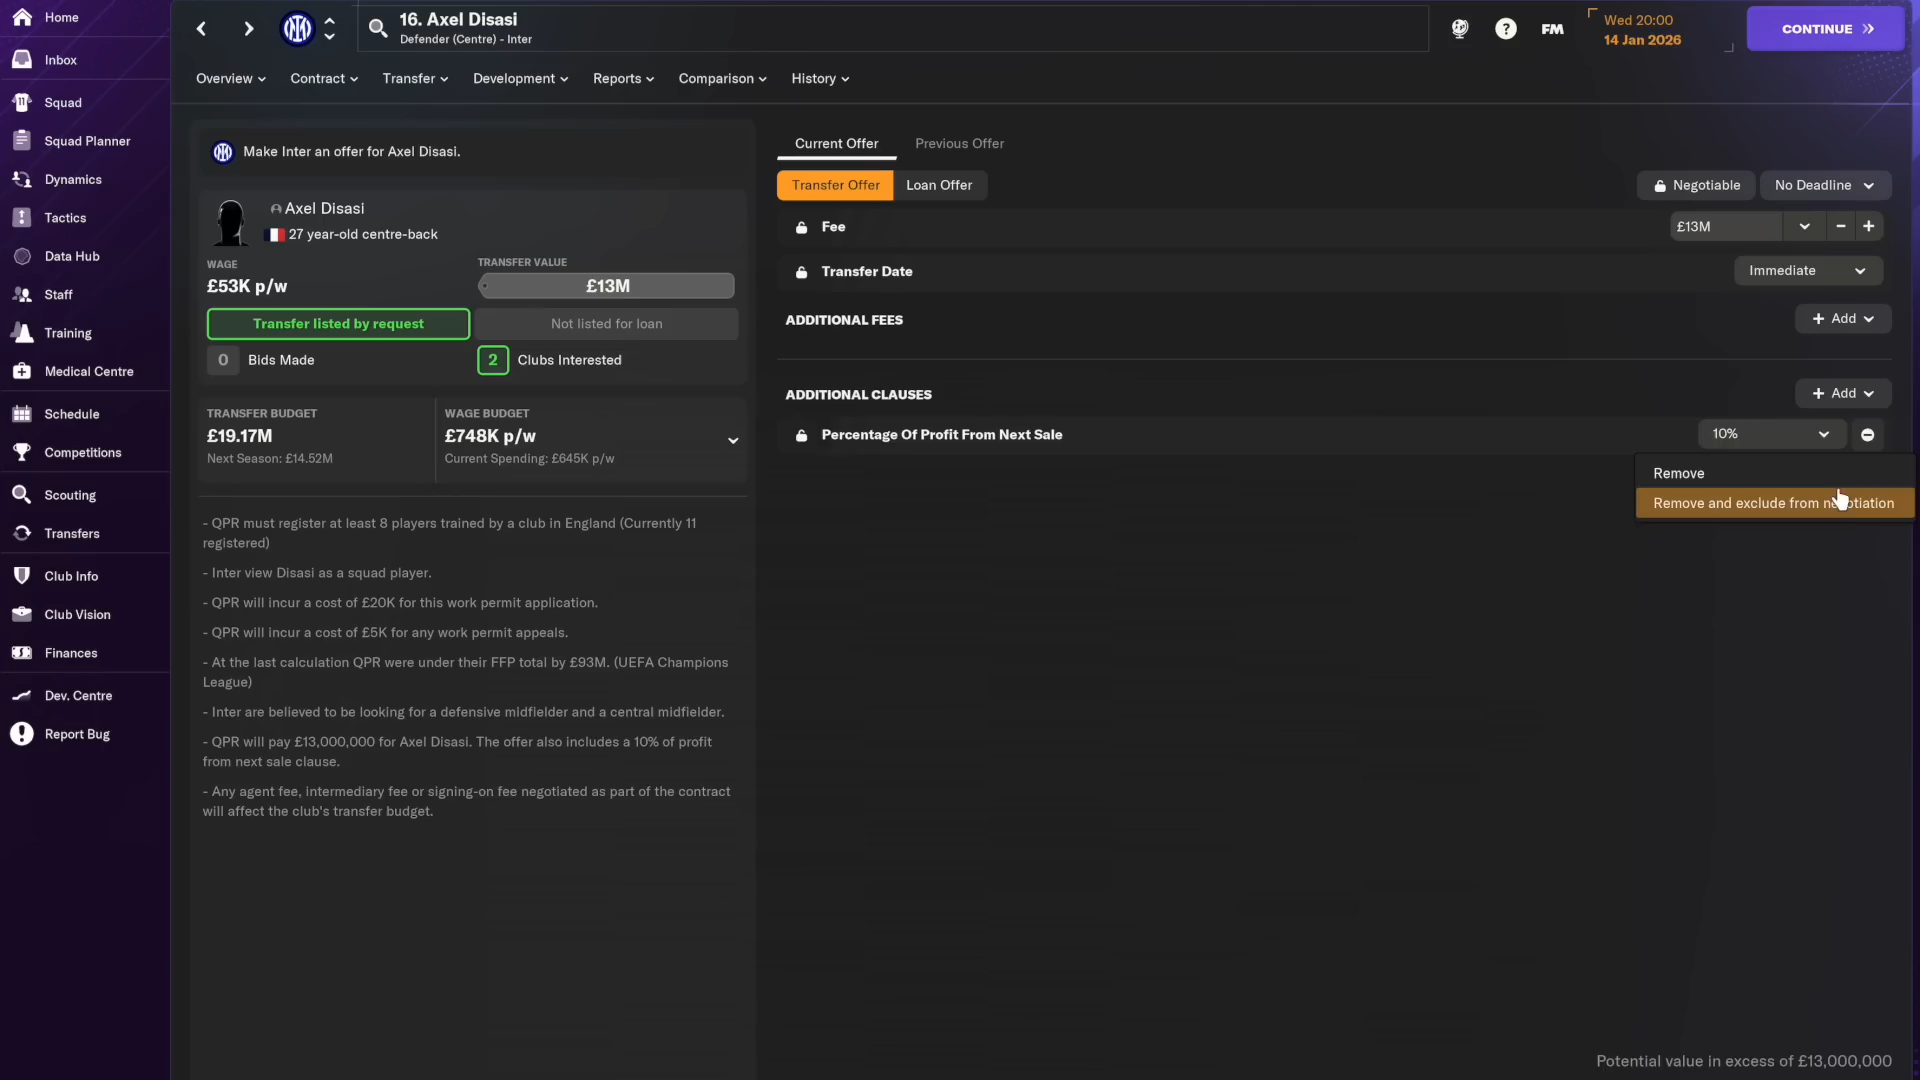 Home
Inbox
Squad
Squad Planner
Dynamics
Tactics
Data Hub
Staff
Training
Medical Centre
Schedule
Competitions
Scouting
Transfers
Club Info
Club Vision
Finances
Dev. Centre
Report Bug
16. Axel Disasi
Defender (Centre) - Inter
FM
Wed 20:00
14 Jan 2026
CONTINUE
Overview
Contract
Transfer
Development
Reports
Comparison
History
Make Inter an offer for Axel Disasi.
Axel Disasi
27 year-old centre-back
WAGE
£53K p/w
TRANSFER VALUE
£13M
Transfer listed by request
Not listed for loan
0 Bids Made
2 Clubs Interested
TRANSFER BUDGET
£19.17M
Next Season: £14.52M
WAGE BUDGET
£748K p/w
Current Spending: £645K p/w
- QPR must register at least 8 players trained by a club in England (Currently 11
registered)
- Inter view Disasi as a squad player.
- QPR will incur a cost of £20K for this work permit application.
- QPR will incur a cost of £5K for any work permit appeals.
- At the last calculation QPR were under their FFP total by £93M. (UEFA Champions
League)
- Inter are believed to be looking for a defensive midfielder and a central midfielder.
- QPR will pay £13,000,000 for Axel Disasi. The offer also includes a 10% of profit
from next sale clause.
- Any agent fee, intermediary fee or signing-on fee negotiated as part of the contract
will affect the club's transfer budget.
Current Offer
Previous Offer
Transfer Offer
Loan Offer
Negotiable
No Deadline
Fee
£13M
Transfer Date
Immediate
ADDITIONAL FEES
+ Add
ADDITIONAL CLAUSES
+ Add
Percentage Of Profit From Next Sale
10%
Remove
Remove and exclude from
Potential value in excess of £13,000,000